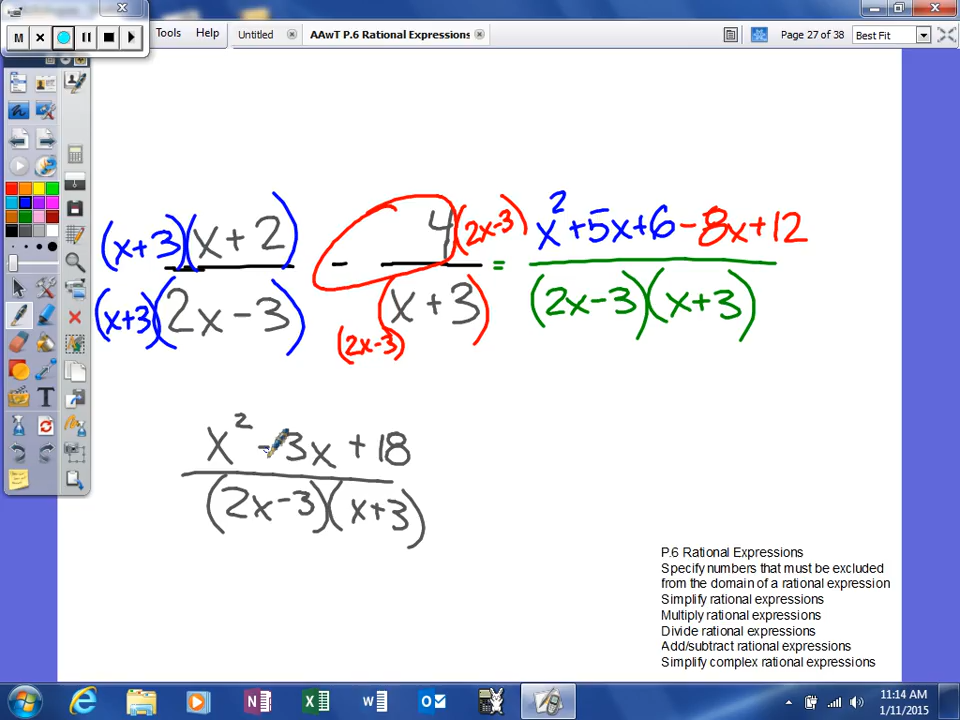 M
Tools Help Untitled AAwT P.6 Rational Expressions Page 27 of 38 Best Fit
(x+3)(x+2) - 4(2x-3) = x²+5x+6-8x+12
(x+3)(2x-3) (2x-3)(x+3) (2x-3)(x+3)
x²-3x+18
(2x-3)(x+3)
P.6 Rational Expressions
Specify numbers that must be excluded
from the domain of a rational expression
Simplify rational expressions
Multiply rational expressions
Divide rational expressions
Add/subtract rational expressions
Simplify complex rational expressions
11:14 AM
1/11/2015